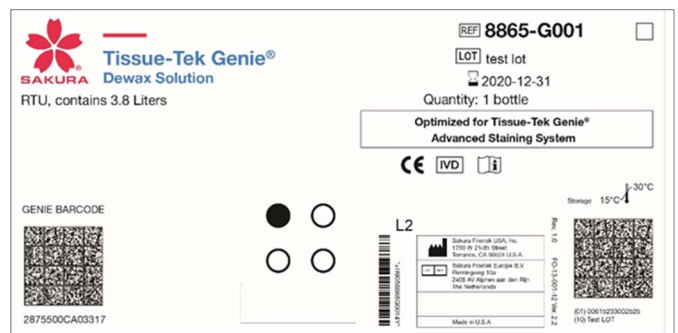 REF 8865-G001
Tissue-Tek Genie®
LOT test lot
SAKURA®
Dewax Solution
2020-12-31
RTU, contains 3.8 Liters
Quantity: 1 bottle
Optimized for Tissue-Tek Genie®
Advanced Staining System
CE IVD i
30°C
Storage 15°C
GENIE BARCODE
L2
Sakura Finetek USA, Inc.
Torrance, CA 90501 U.S.A.
Sakura Finetek Europe B.V.
Flemingweg 10a
2408 AV Alphen aan den Rijn
The Netherlands
Made in U.S.A
Rev. 1.0
FO-13-001-12 Ver. 2.2
2875500CA03317
(10) Test LOT